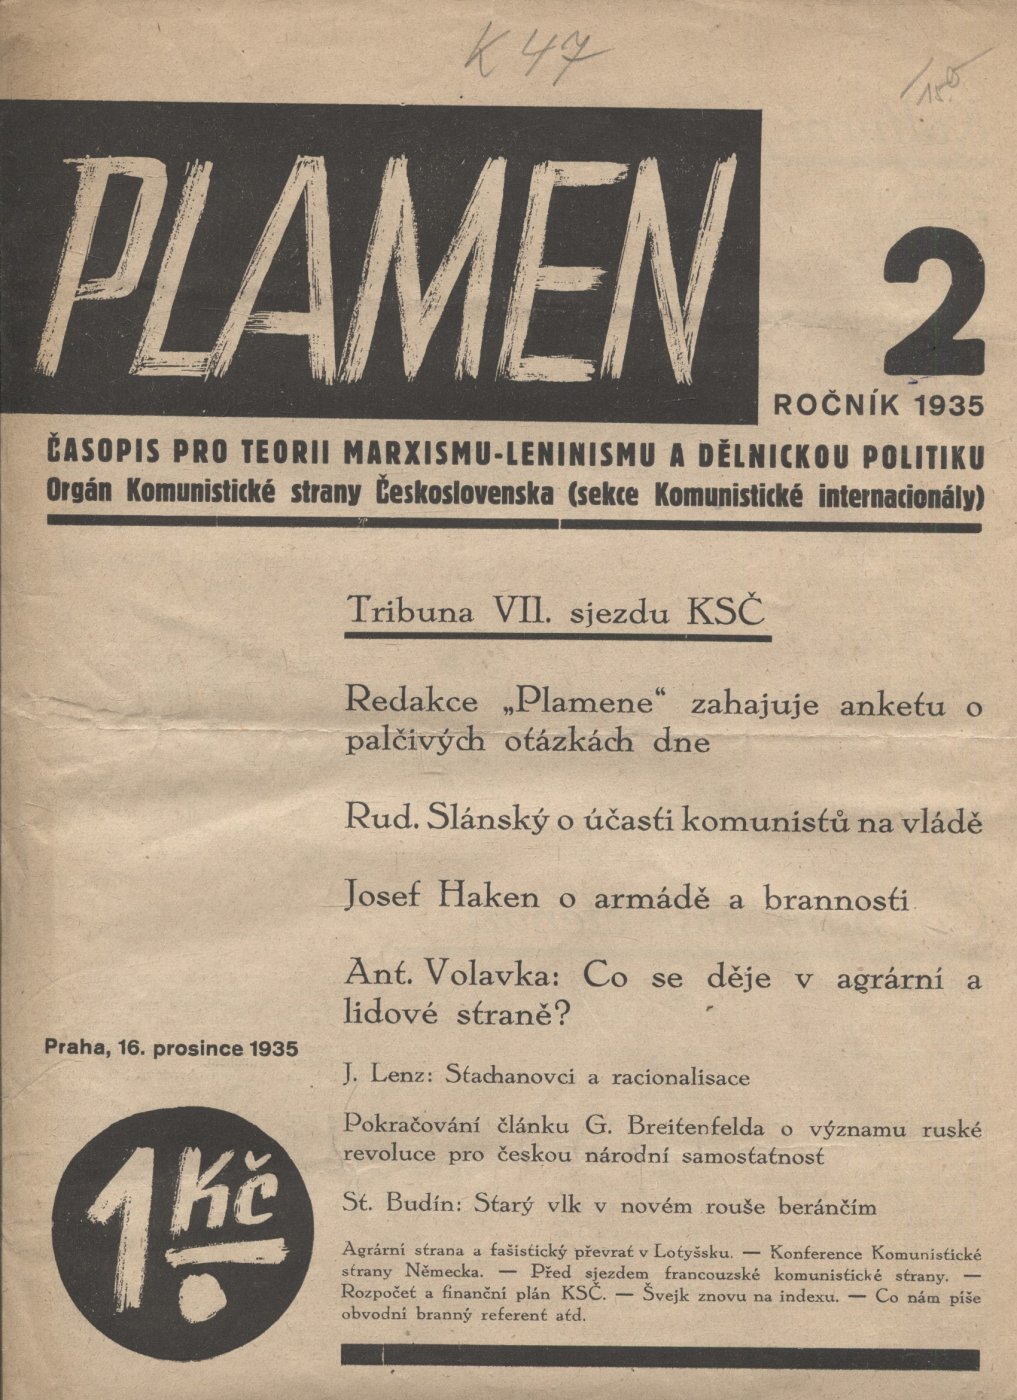 K 47
PLAMEN
2
ROČNÍK 1935
ČASOPIS PRO TEORII MARXISMU-LENINISMU A DĚLNICKOU POLITIKU
Orgán Komunistické strany Československa (sekce Komunistické internacionály)
Tribuna VII. sjezdu KSČ
Redakce „Plamene“ zahajuje anketu o
palčivých otázkách dne
Rud. Slánský o účasti komunistů na vládě
Josef Haken o armádě a brannosti
Ant. Volavka: Co se děje v agrární a
lidové straně?
Praha, 16. prosince 1935
J. Lenz: Stachanovci a racionalisace
Pokračování článku G. Breitenfelda o významu ruské
revoluce pro českou národní samostatnost
St. Budín: Starý vlk v novém rouše beránčím
1 Kč
Agrární strana a fašistický převrat v Lotyšsku. — Konference Komunistické
strany Německa. — Před sjezdem francouzské komunistické strany. —
Rozpočet a finanční plán KSČ. — Švejk znovu na indexu. — Co nám píše
obvodní branný referent atd.